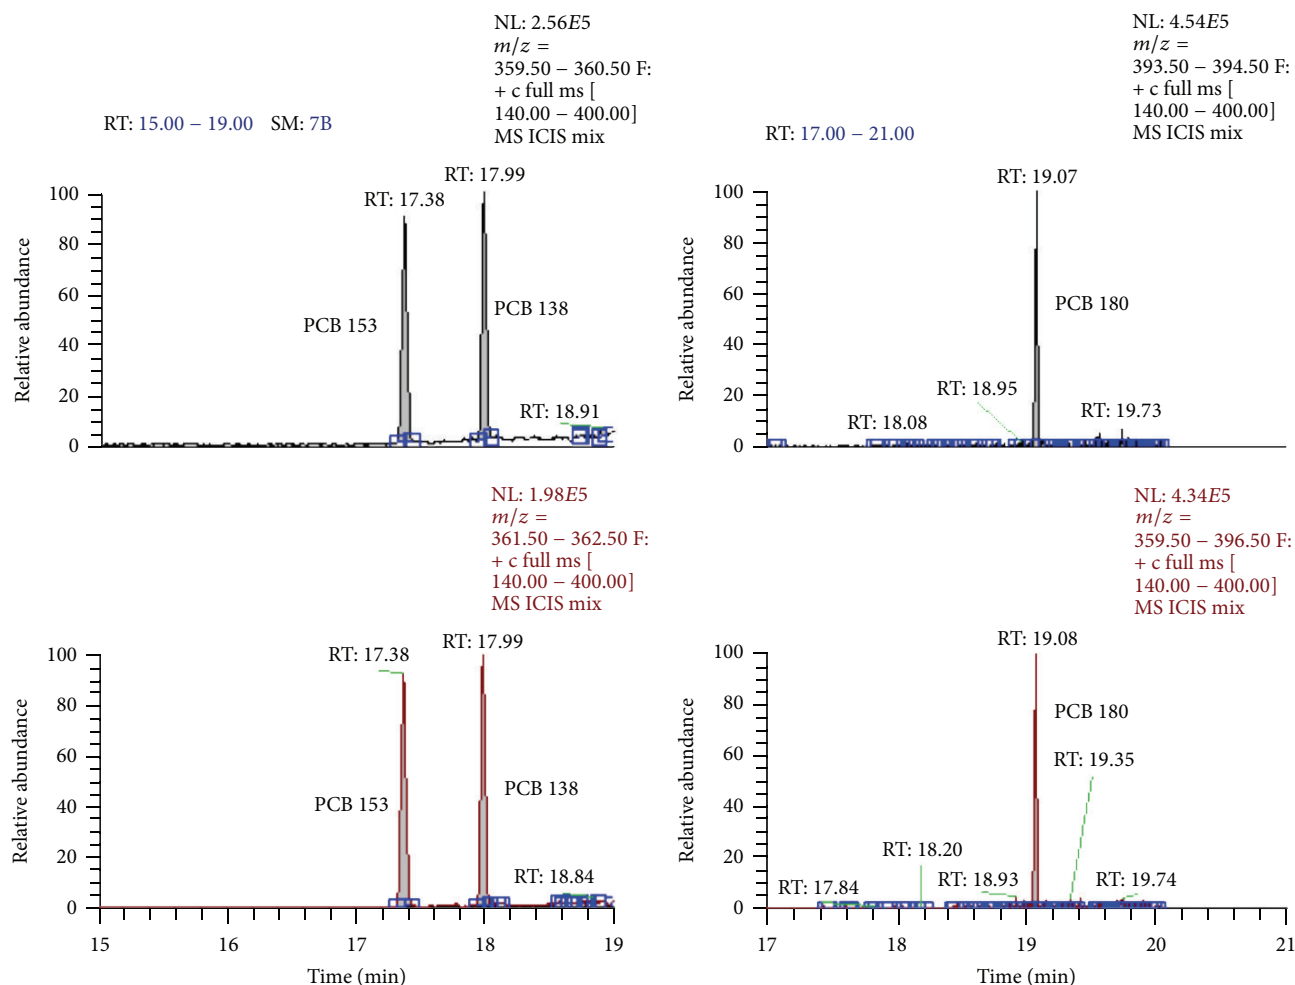 NL: 2.56E5
m/z =
359.50 – 360.50 F:
+ c full ms [
140.00 – 400.00]
MS ICIS mix
RT: 15.00 – 19.00 SM: 7B
RT: 17.99
RT: 17.38
100
80
60
40
20
0
Relative abundance
PCB 153
PCB 138
RT: 18.91
NL: 4.54E5
m/z =
393.50 – 394.50 F:
+ c full ms [
140.00 – 400.00]
MS ICIS mix
RT: 17.00 – 21.00
RT: 19.07
100
80
60
40
20
0
Relative abundance
PCB 180
RT: 18.95
RT: 18.08
RT: 19.73
NL: 1.98E5
m/z =
361.50 – 362.50 F:
+ c full ms [
140.00 – 400.00]
MS ICIS mix
RT: 17.99
RT: 17.38
100
80
60
40
20
0
Relative abundance
PCB 153
PCB 138
RT: 18.84
15 16 17 18 19
Time (min)
NL: 4.34E5
m/z =
359.50 – 396.50 F:
+ c full ms [
140.00 – 400.00]
MS ICIS mix
RT: 19.08
100
80
60
40
20
0
Relative abundance
PCB 180
RT: 19.35
RT: 18.20
RT: 17.84
RT: 18.93
RT: 19.74
17 18 19 20 21
Time (min)